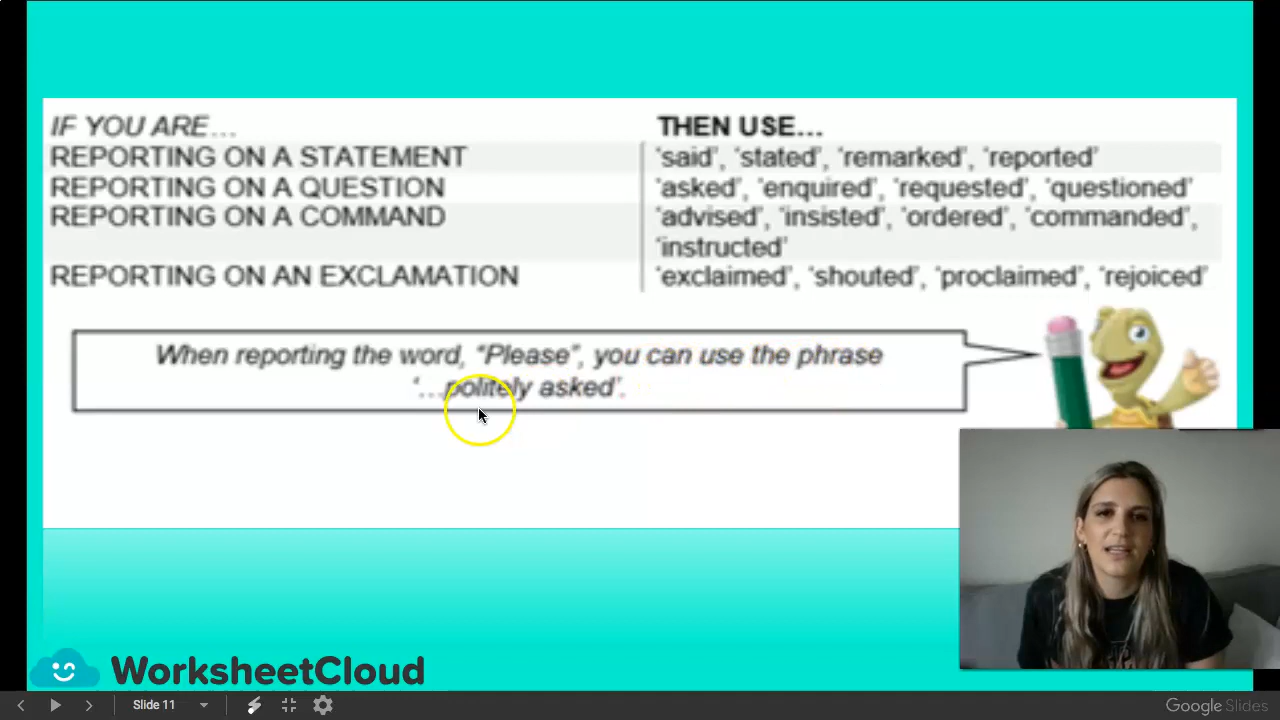 IF YOU ARE…
THEN USE…
REPORTING ON A STATEMENT
‘said’, ‘stated’, ‘remarked’, ‘reported’
REPORTING ON A QUESTION
‘asked’, ‘enquired’, ‘requested’, ‘questioned’
REPORTING ON A COMMAND
‘advised’, ‘insisted’, ‘ordered’, ‘commanded’,
‘instructed’
REPORTING ON AN EXCLAMATION
‘exclaimed’, ‘shouted’, ‘proclaimed’, ‘rejoiced’
When reporting the word, “Please”, you can use the phrase
‘…politely asked’.
WorksheetCloud
Slide 11
Google Slides